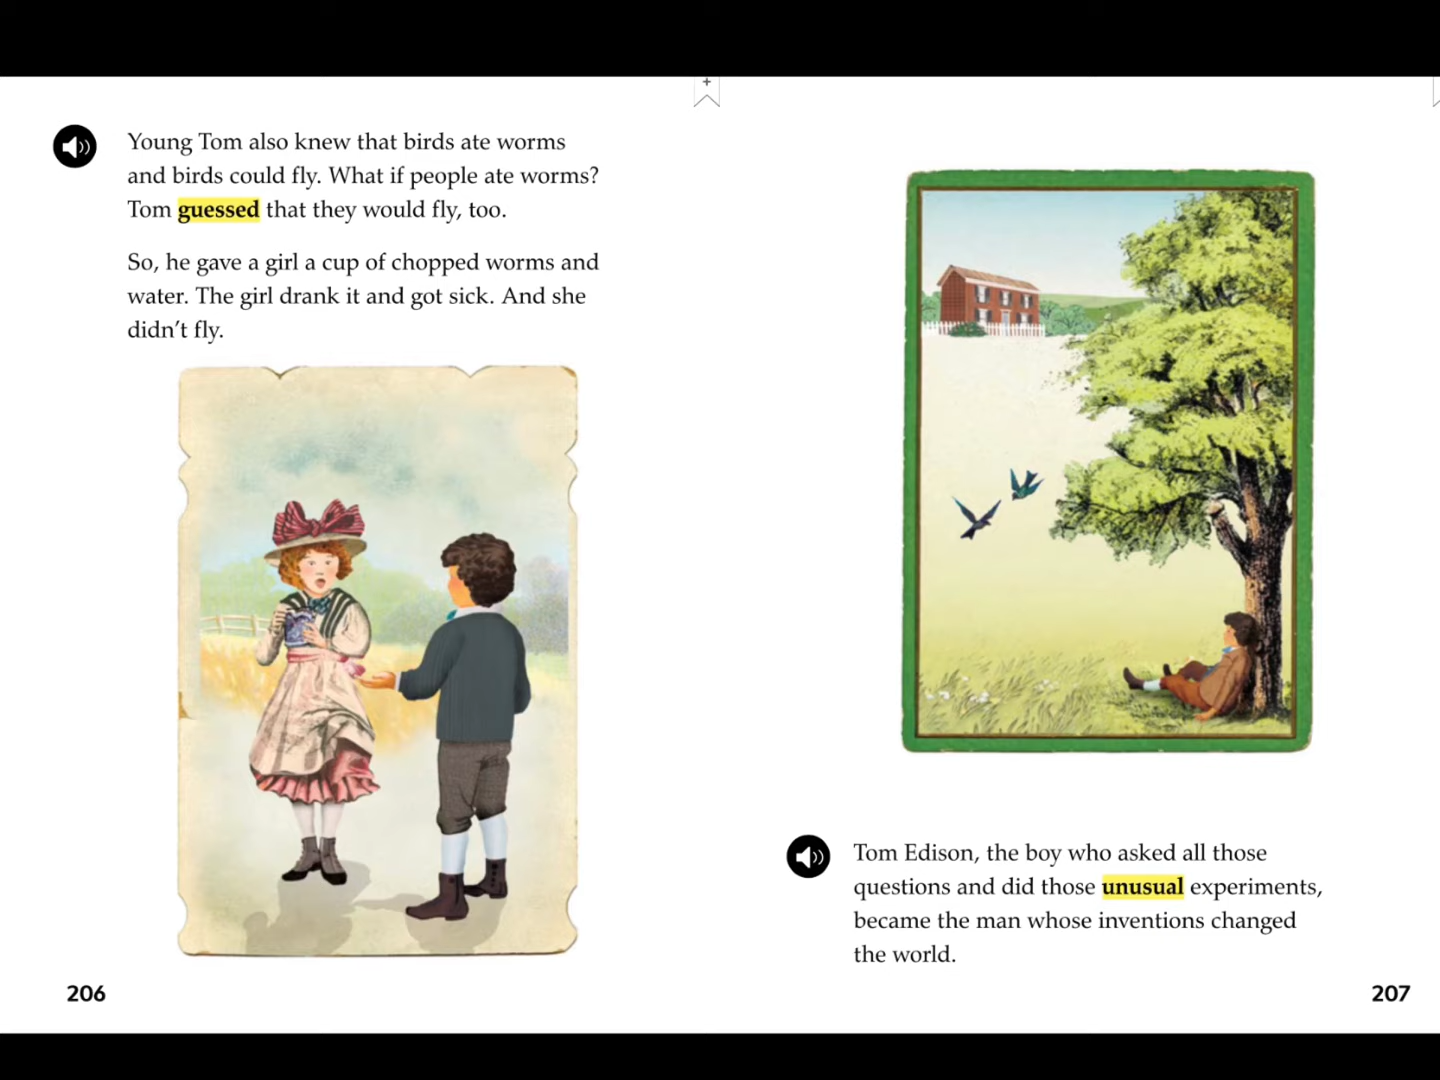 Young Tom also knew that birds ate worms
and birds could fly. What if people ate worms?
Tom guessed that they would fly, too.
So, he gave a girl a cup of chopped worms and
water. The girl drank it and got sick. And she
didn’t fly.
206
Tom Edison, the boy who asked all those
questions and did those unusual experiments,
became the man whose inventions changed
the world.
207